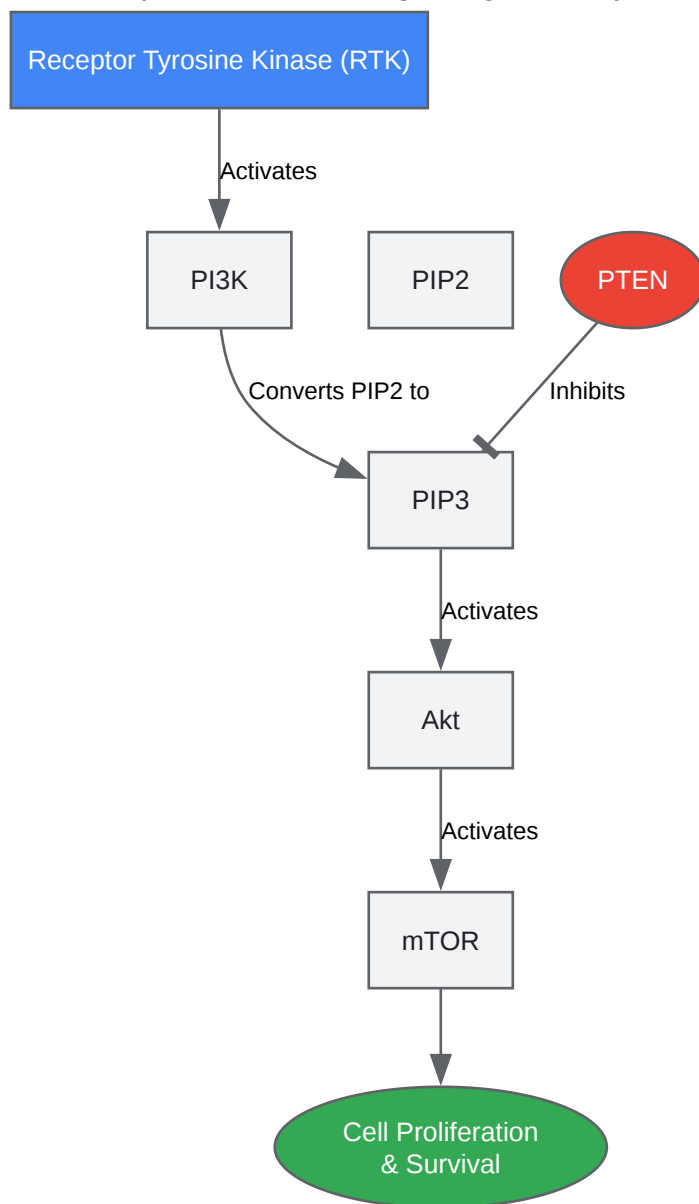 Receptor Tyrosine Kinase (RTK)
Activates
PI3K
PIP2
PTEN
Converts PIP2 to
Inhibits
PIP3
Activates
Akt
Activates
mTOR
Cell Proliferation
& Survival